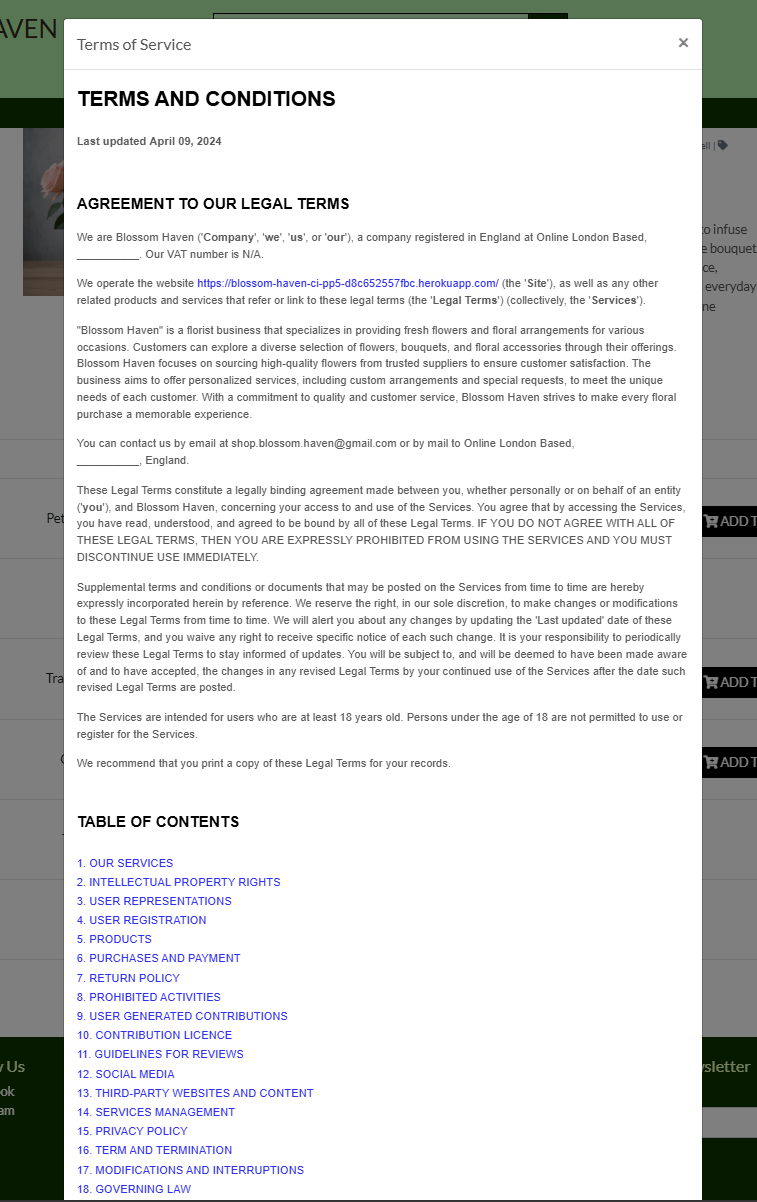 AVEN
Terms of Service
×
TERMS AND CONDITIONS
Last updated April 09, 2024
AGREEMENT TO OUR LEGAL TERMS
We are Blossom Haven ('Company', 'we', 'us', or 'our'), a company registered in England at Online London Based,
__________. Our VAT number is N/A.
We operate the website https://blossom-haven-ci-pp5-d8c652557fbc.herokuapp.com/ (the 'Site'), as well as any other
related products and services that refer or link to these legal terms (the 'Legal Terms') (collectively, the 'Services').
"Blossom Haven" is a florist business that specializes in providing fresh flowers and floral arrangements for various
occasions. Customers can explore a diverse selection of flowers, bouquets, and floral accessories through their offerings.
Blossom Haven focuses on sourcing high-quality flowers from trusted suppliers to ensure customer satisfaction. The
business aims to offer personalized services, including custom arrangements and special requests, to meet the unique
needs of each customer. With a commitment to quality and customer service, Blossom Haven strives to make every floral
purchase a memorable experience.
You can contact us by email at shop.blossom.haven@gmail.com or by mail to Online London Based,
__________, England.
These Legal Terms constitute a legally binding agreement made between you, whether personally or on behalf of an entity
('you'), and Blossom Haven, concerning your access to and use of the Services. You agree that by accessing the Services,
you have read, understood, and agreed to be bound by all of these Legal Terms. IF YOU DO NOT AGREE WITH ALL OF
THESE LEGAL TERMS, THEN YOU ARE EXPRESSLY PROHIBITED FROM USING THE SERVICES AND YOU MUST
DISCONTINUE USE IMMEDIATELY.
Supplemental terms and conditions or documents that may be posted on the Services from time to time are hereby
expressly incorporated herein by reference. We reserve the right, in our sole discretion, to make changes or modifications
to these Legal Terms from time to time. We will alert you about any changes by updating the 'Last updated' date of these
Legal Terms, and you waive any right to receive specific notice of each such change. It is your responsibility to periodically
review these Legal Terms to stay informed of updates. You will be subject to, and will be deemed to have been made aware
of and to have accepted, the changes in any revised Legal Terms by your continued use of the Services after the date such
revised Legal Terms are posted.
The Services are intended for users who are at least 18 years old. Persons under the age of 18 are not permitted to use or
register for the Services.
We recommend that you print a copy of these Legal Terms for your records.
TABLE OF CONTENTS
1. OUR SERVICES
2. INTELLECTUAL PROPERTY RIGHTS
3. USER REPRESENTATIONS
4. USER REGISTRATION
5. PRODUCTS
6. PURCHASES AND PAYMENT
7. RETURN POLICY
8. PROHIBITED ACTIVITIES
9. USER GENERATED CONTRIBUTIONS
10. CONTRIBUTION LICENCE
11. GUIDELINES FOR REVIEWS
12. SOCIAL MEDIA
13. THIRD-PARTY WEBSITES AND CONTENT
14. SERVICES MANAGEMENT
15. PRIVACY POLICY
16. TERM AND TERMINATION
17. MODIFICATIONS AND INTERRUPTIONS
18. GOVERNING LAW
to infuse
bouquet
everyday
Pet
ADD T
Tra
ADD T
ADD T
Us
ok
am
sletter